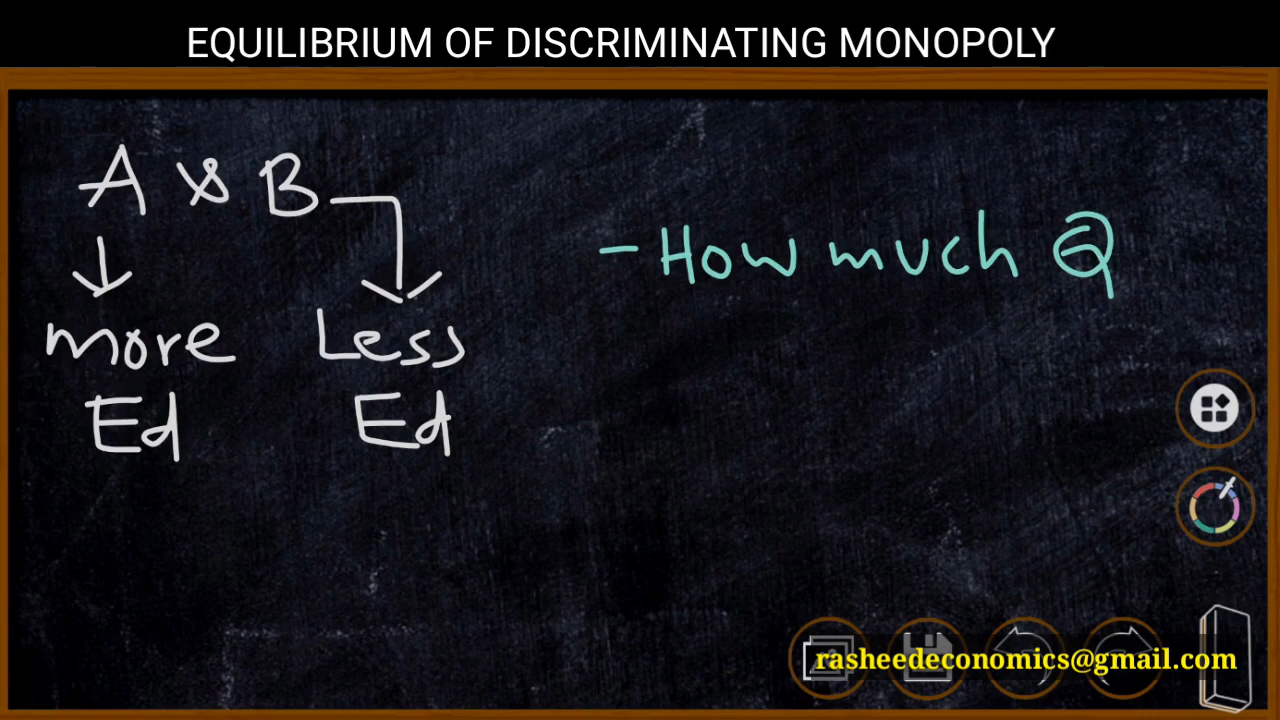 EQUILIBRIUM OF DISCRIMINATING MONOPOLY
A & B
- How much Q
more Less
Ed Ed
rasheedeconomics@gmail.com